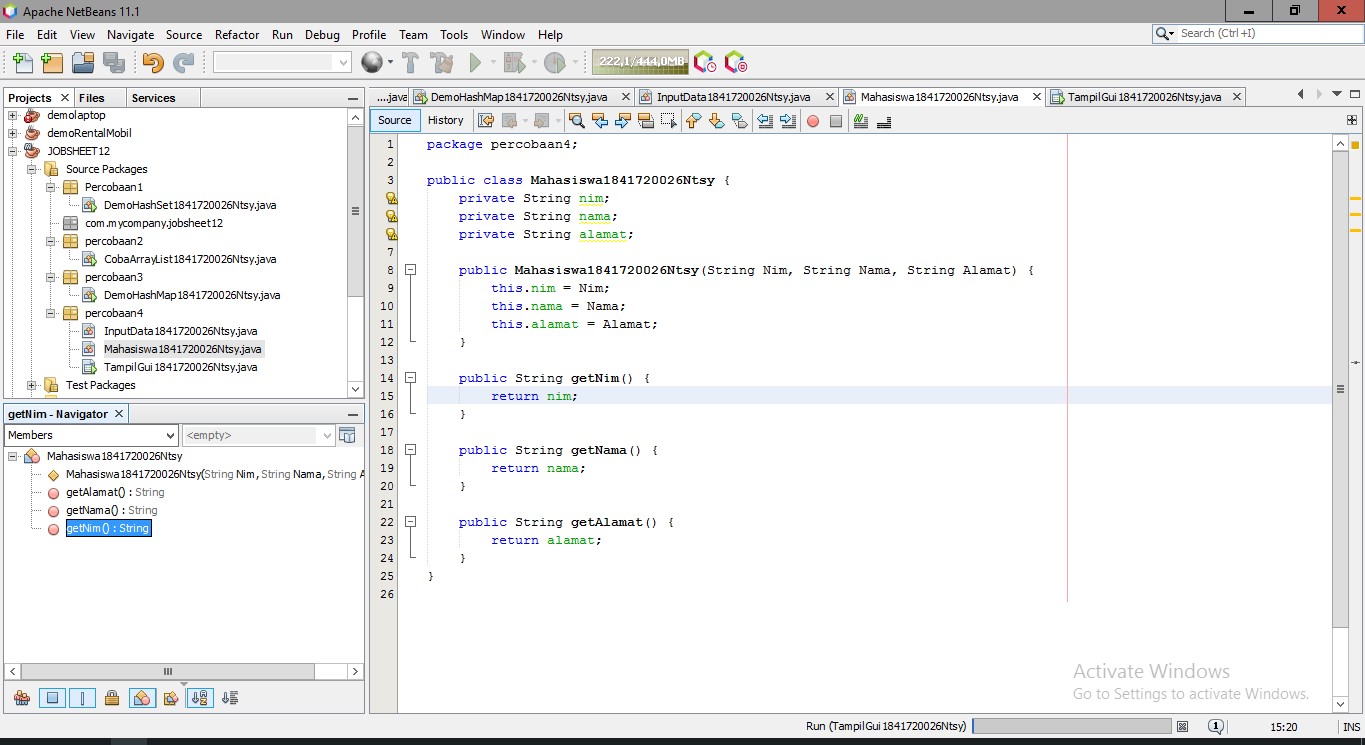 Apache NetBeans 11.1
File Edit View Navigate Source Refactor Run Debug Profile Team Tools Window Help
Search (Ctrl+I)
222,1/444,0MB
Projects Files Services
demolaptop
demoRentalMobil
JOBSHEET12
Source Packages
Percobaan1
DemoHashSet1841720026Ntsy.java
com.mycompany.jobsheet12
percobaan2
CobaArrayList1841720026Ntsy.java
percobaan3
DemoHashMap1841720026Ntsy.java
percobaan4
InputData1841720026Ntsy.java
Mahasiswa1841720026Ntsy.java
TampilGui1841720026Ntsy.java
Test Packages
getNim - Navigator
Members <empty>
Mahasiswa1841720026Ntsy
Mahasiswa1841720026Ntsy(String Nim, String Nama, String A
getAlamat() : String
getNama() : String
getNim() : String
....java DemoHashMap1841720026Ntsy.java InputData1841720026Ntsy.java Mahasiswa1841720026Ntsy.java TampilGui1841720026Ntsy.java
Source History
1 package percobaan4;
2
3 public class Mahasiswa1841720026Ntsy {
private String nim;
private String nama;
private String alamat;
7
8 public Mahasiswa1841720026Ntsy(String Nim, String Nama, String Alamat) {
9 this.nim = Nim;
10 this.nama = Nama;
11 this.alamat = Alamat;
12 }
13
14 public String getNim() {
15 return nim;
16 }
17
18 public String getNama() {
19 return nama;
20 }
21
22 public String getAlamat() {
23 return alamat;
24 }
25 }
26
Activate Windows
Go to Settings to activate Windows.
Run (TampilGui1841720026Ntsy) 1 15:20 INS